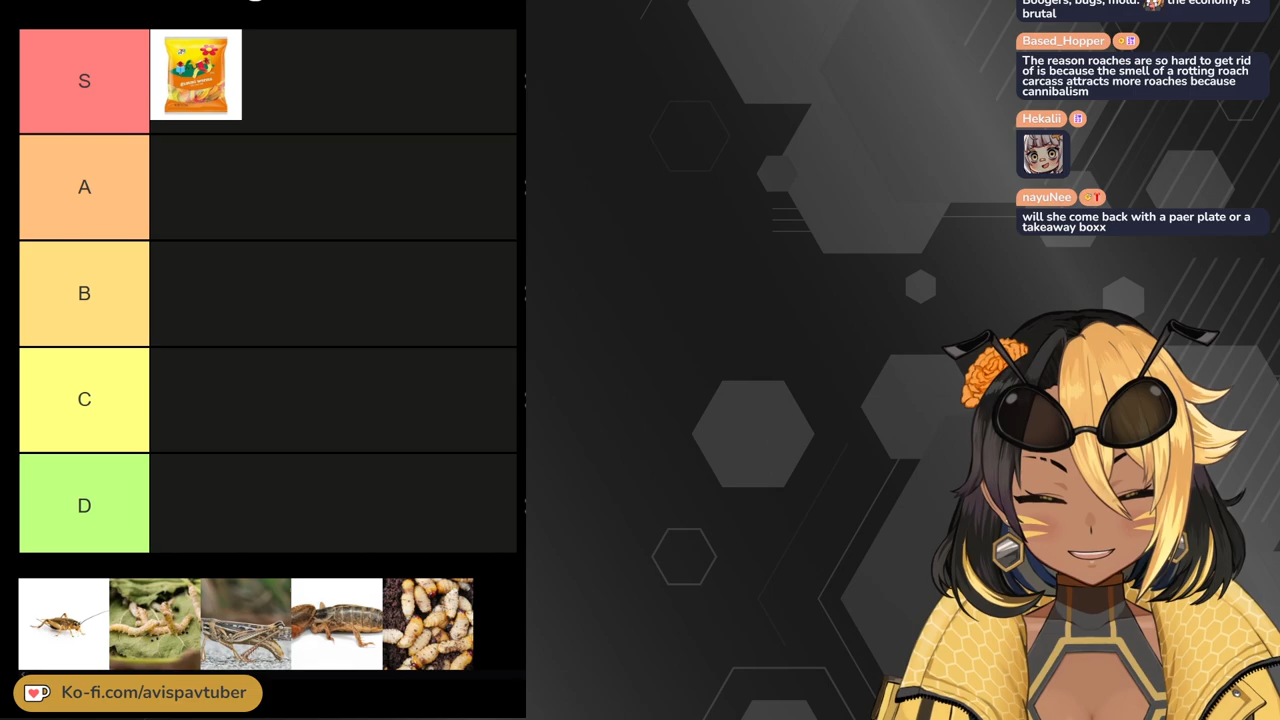 S
A
B
C
D
Ko-fi.com/avispavtuber
Boogers, bugs, mold. the economy is
brutal
Based_Hopper
The reason roaches are so hard to get rid
of is because the smell of a rotting roach
carcass attracts more roaches because
cannibalism
Hekalii
nayuNee
will she come back with a paer plate or a
takeaway boxx